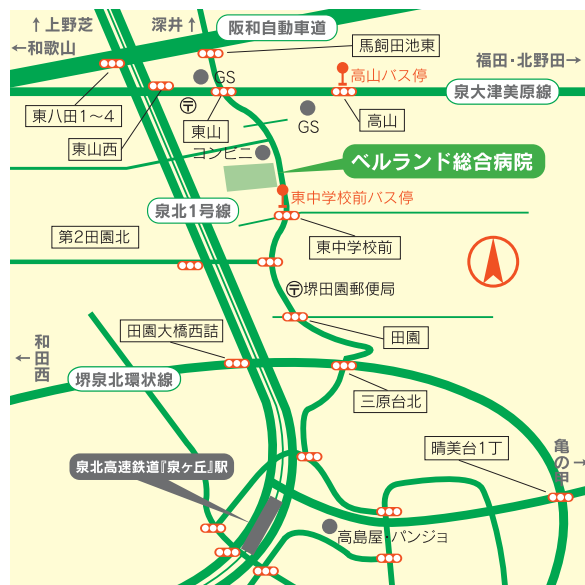 ↑上野芝
深井↑
阪和自動車道
←和歌山
馬飼田池東
福田・北野田→
GS
高山バス停
泉大津美原線
〒
東八田1〜4
東山
GS
高山
東山西
コンビニ
ベルランド総合病院
東中学校前バス停
泉北1号線
第2田園北
東中学校前
〒堺田園郵便局
田園大橋西詰
田園
←和田西
堺泉北環状線
三原台北
晴美台1丁
亀の甲→
泉北高速鉄道『泉ヶ丘』駅
高島屋・パンジョ